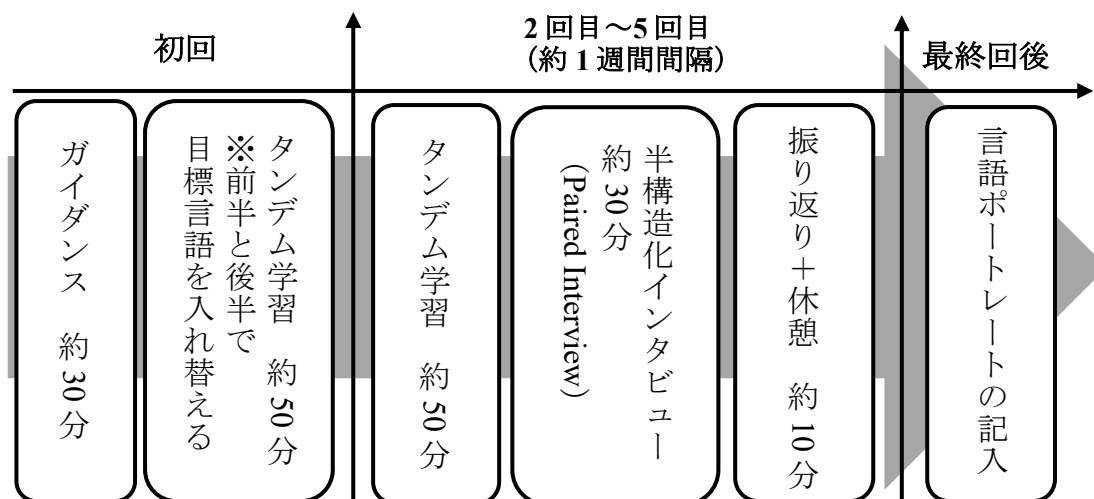 初回
2回目～5回目
（約1週間間隔）
最終回後
ガイダンス　約30分
タンデム学習　約50分
※前半と後半で
目標言語を入れ替える
タンデム学習　約50分
半構造化インタビュー
約30分
（Paired Interview）
振り返り＋休憩　約10分
言語ポートレートの記入